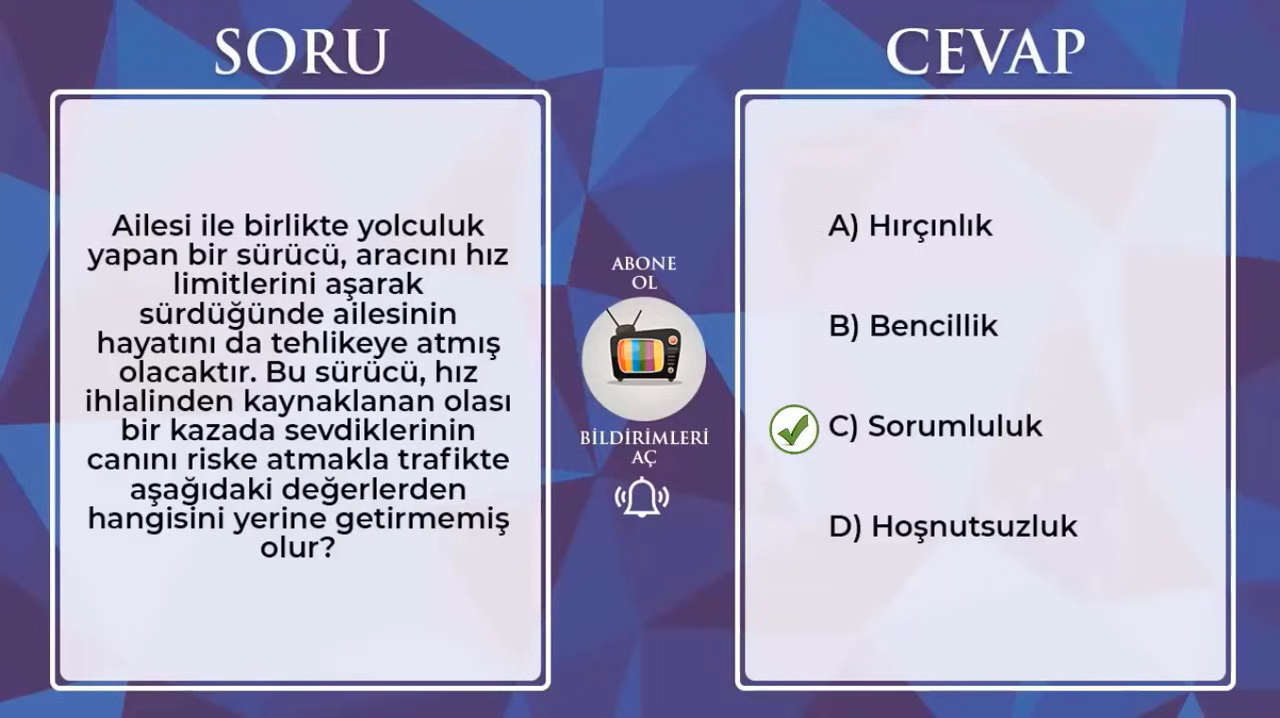 SORU
Ailesi ile birlikte yolculuk
yapan bir sürücü, aracını hız
limitlerini aşarak
sürdüğünde ailesinin
hayatını da tehlikeye atmış
olacaktır. Bu sürücü, hız
ihlalinden kaynaklanan olası
bir kazada sevdiklerinin
canını riske atmakla trafikte
aşağıdaki değerlerden
hangisini yerine getirmemiş
olur?
ABONE
OL
BİLDİRİMLERİ
AÇ
CEVAP
A) Hırçınlık
B) Bencillik
C) Sorumluluk
D) Hoşnutsuzluk